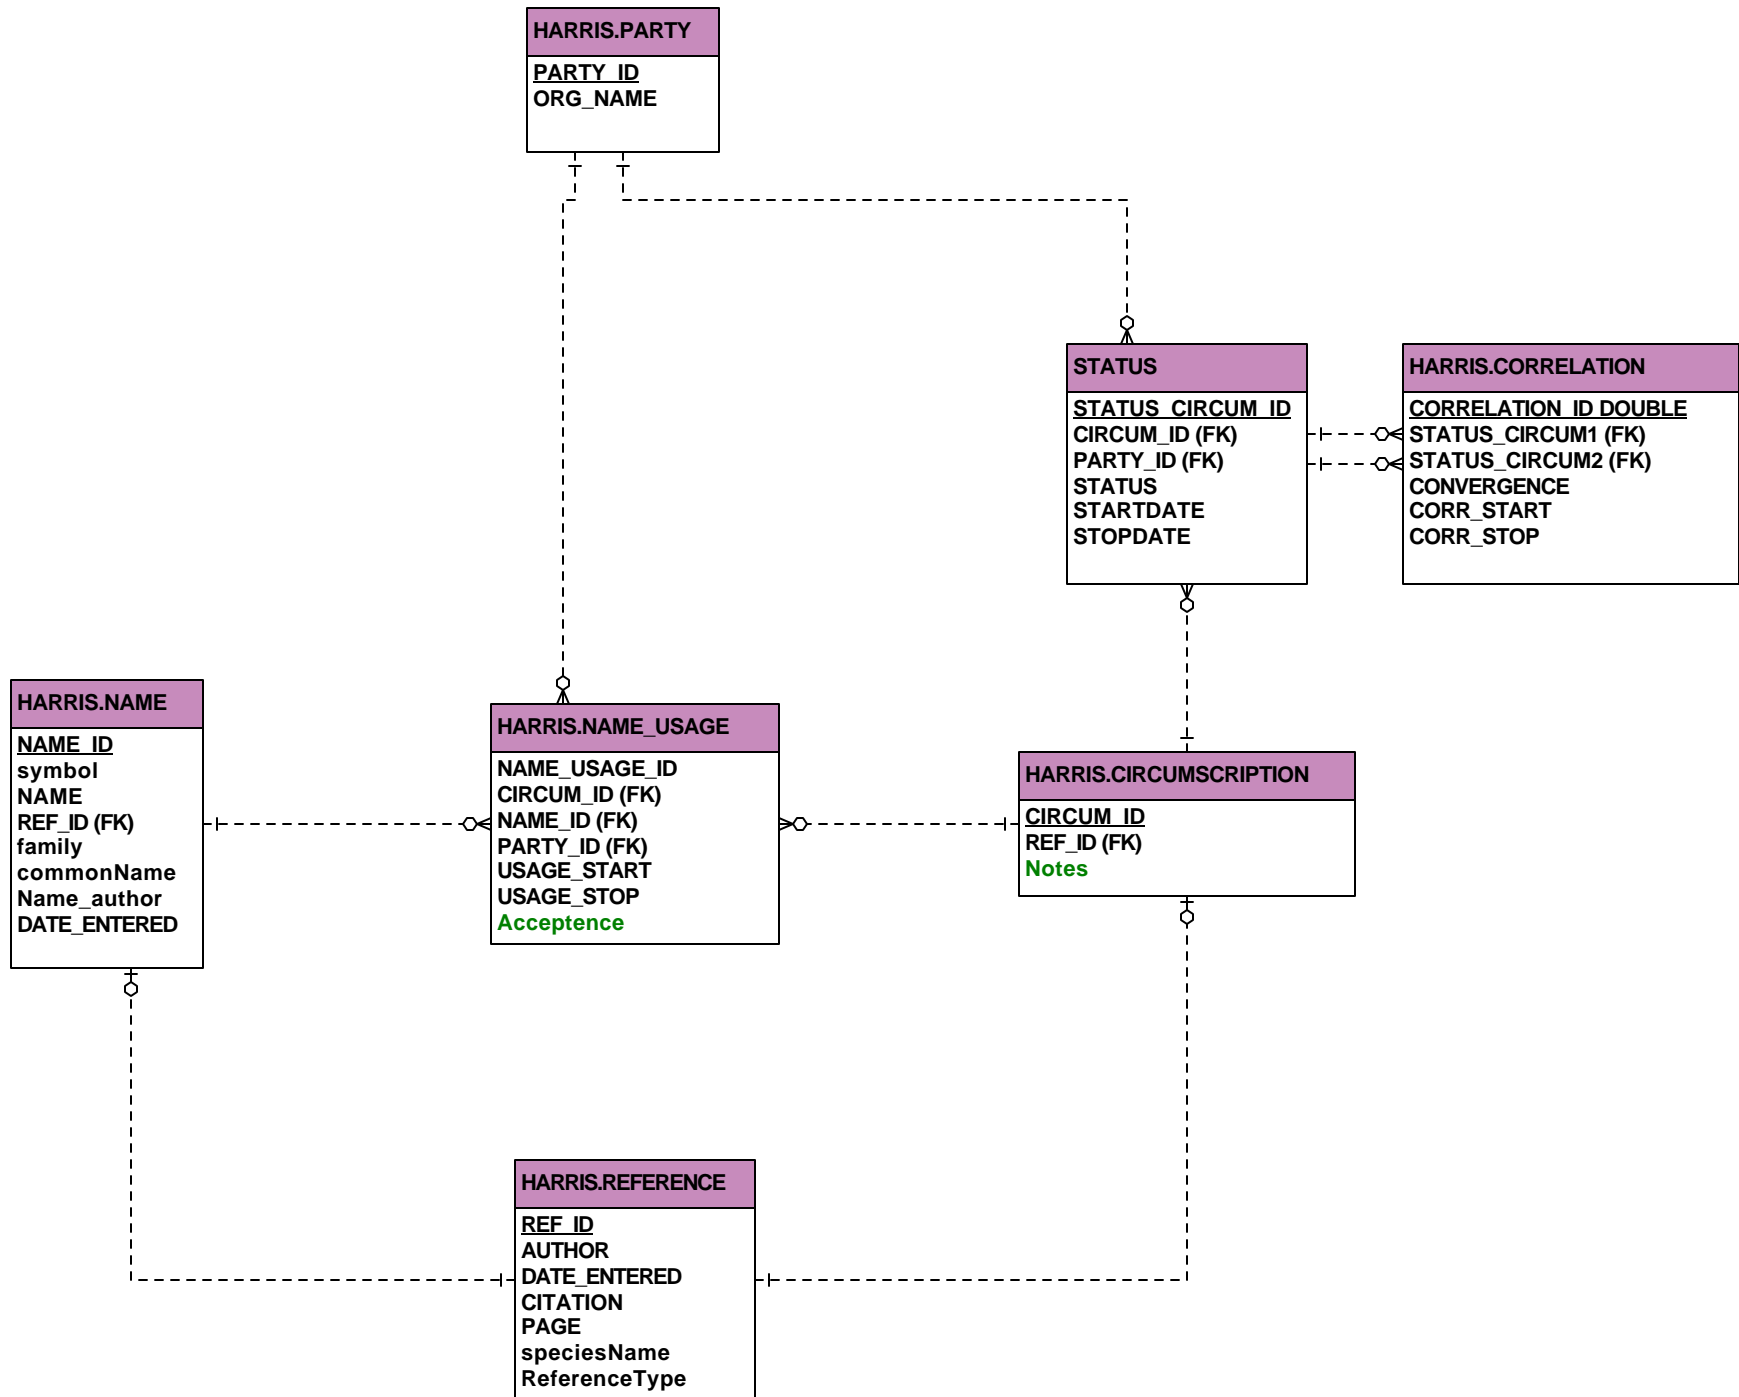 HARRIS.PARTY
PARTY_ID
ORG_NAME
STATUS
STATUS_CIRCUM_ID
CIRCUM_ID (FK)
PARTY_ID (FK)
STATUS
STARTDATE
STOPDATE
HARRIS.CORRELATION
CORRELATION_ID DOUBLE
STATUS_CIRCUM1 (FK)
STATUS_CIRCUM2 (FK)
CONVERGENCE
CORR_START
CORR_STOP
HARRIS.NAME
NAME_ID
symbol
NAME
REF_ID (FK)
family
commonName
Name_author
DATE_ENTERED
HARRIS.NAME_USAGE
NAME_USAGE_ID
CIRCUM_ID (FK)
NAME_ID (FK)
PARTY_ID (FK)
USAGE_START
USAGE_STOP
Acceptence
HARRIS.CIRCUMSCRIPTION
CIRCUM_ID
REF_ID (FK)
Notes
HARRIS.REFERENCE
REF_ID
AUTHOR
DATE_ENTERED
CITATION
PAGE
speciesName
ReferenceType